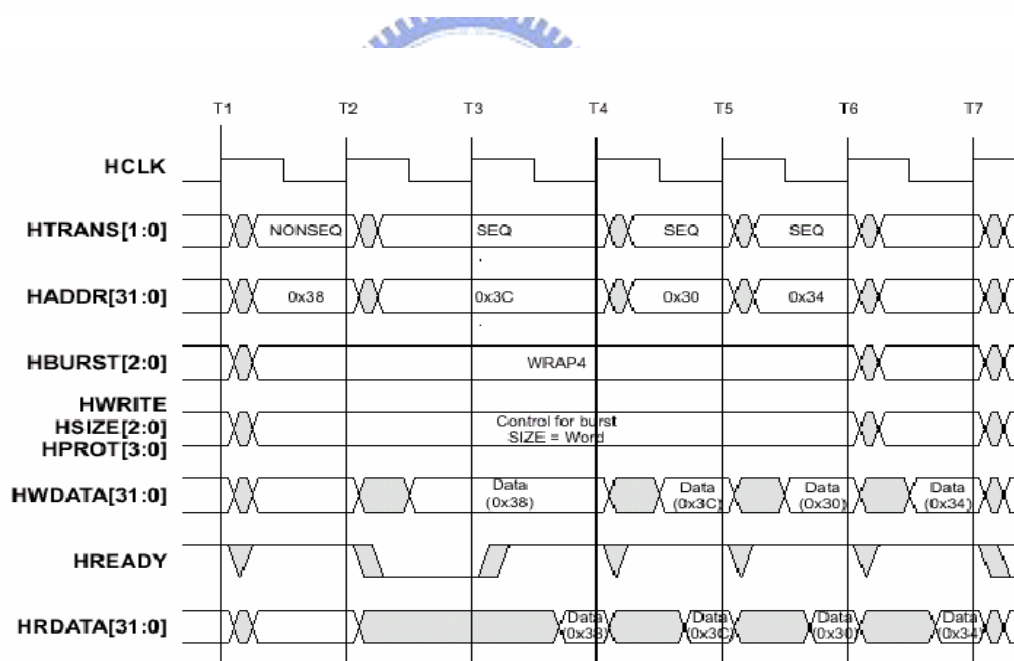 T1 T2 T3 T4 T5 T6 T7
HCLK
HTRANS[1:0] NONSEQ SEQ SEQ SEQ
HADDR[31:0] 0x38 0x3C 0x30 0x34
HBURST[2:0] WRAP4
HWRITE
HSIZE[2:0]
HPROT[3:0]
Control for burst
SIZE = Word
HWDATA[31:0] Data (0x38) Data (0x3C) Data (0x30) Data (0x34)
HREADY
HRDATA[31:0] Data (0x38) Data (0x3C) Data (0x30) Data (0x34)